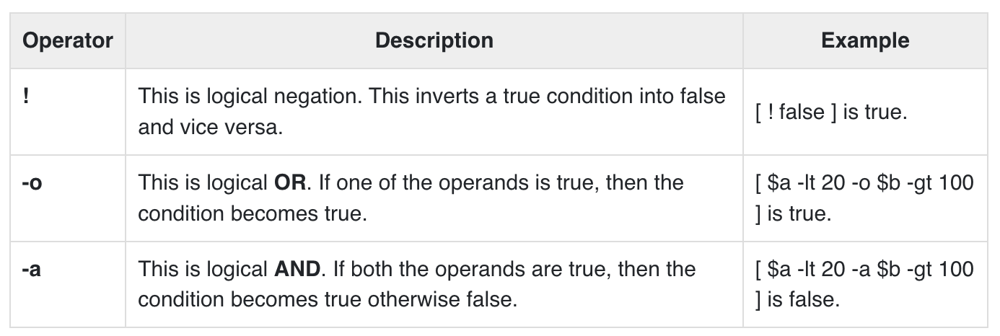 Operator Description Example
! This is logical negation. This inverts a true condition into false
and vice versa.
[ ! false ] is true.
-o This is logical OR. If one of the operands is true, then the
condition becomes true.
[ $a -lt 20 -o $b -gt 100
] is true.
-a This is logical AND. If both the operands are true, then the
condition becomes true otherwise false.
[ $a -lt 20 -a $b -gt 100
] is false.